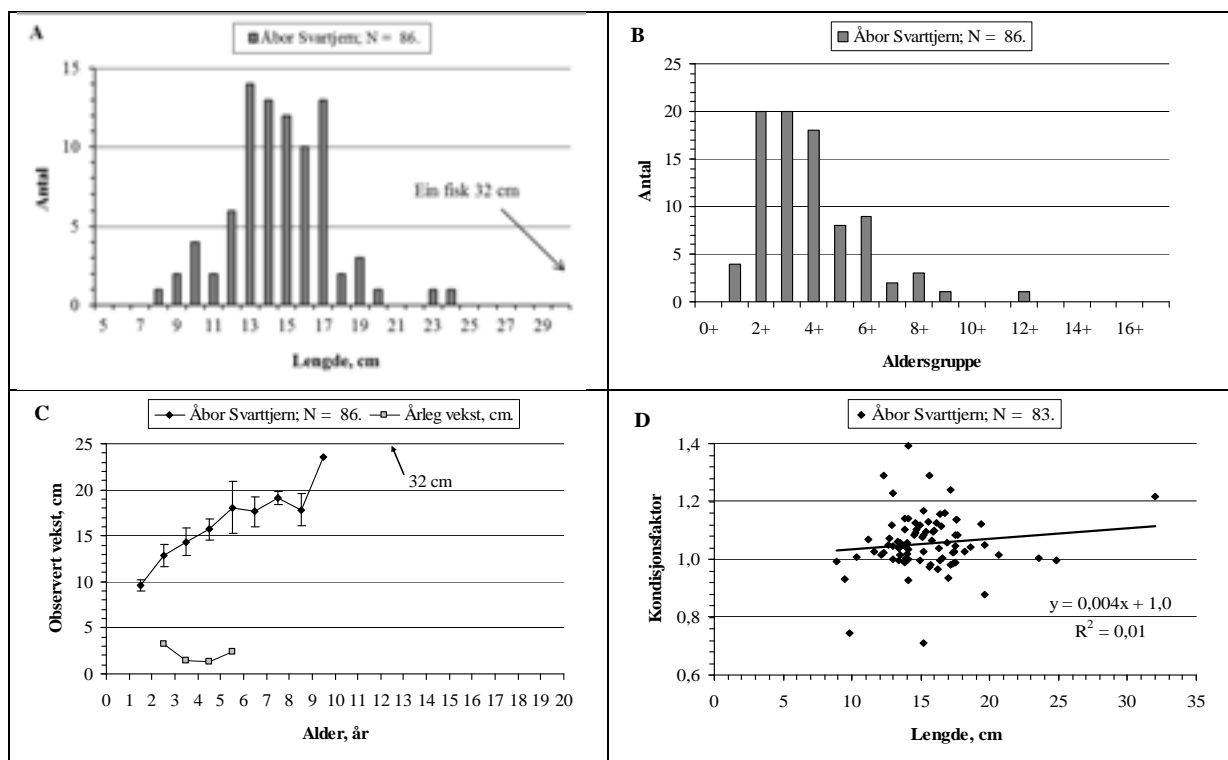 A
Åbor Svartjern; N = 86.
15
10
5
0
Antal
Ein fisk 32 cm
5 7 9 11 13 15 17 19 21 23 25 27 29
Lengde, cm
B
Åbor Svarttjern; N = 86.
25
20
15
10
5
0
Antal
0+ 2+ 4+ 6+ 8+ 10+ 12+ 14+ 16+
Aldersgruppe
C
Åbor Svarttjern; N = 86. Årleg vekst, cm.
25
20
15
10
5
0
Observert vekst, cm
32 cm
0 1 2 3 4 5 6 7 8 9 10 11 12 13 14 15 16 17 18 19 20
Alder, år
D
Åbor Svarttjern; N = 83.
1,4
1,2
1,0
0,8
0,6
Kondisjonsfaktor
y = 0,004x + 1,0
R² = 0,01
0 5 10 15 20 25 30 35
Lengde, cm